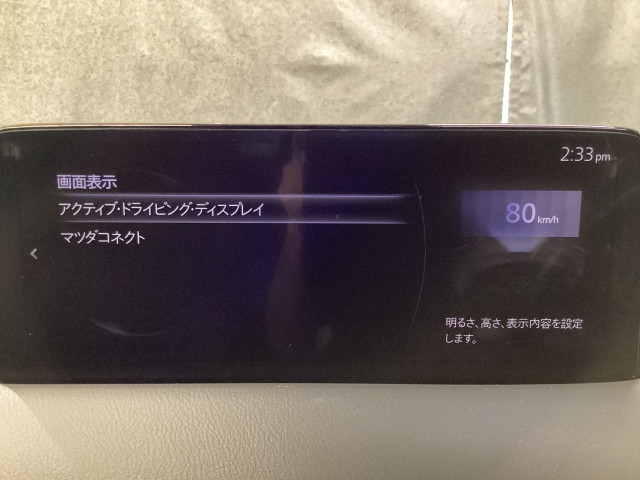 2:33pm
画面表示
アクティブ・ドライビング・ディスプレイ
マツダコネクト
80 km/h
明るさ、高さ、表示内容を設定
します。